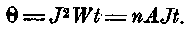 Θ = J²Wt = nAJt.